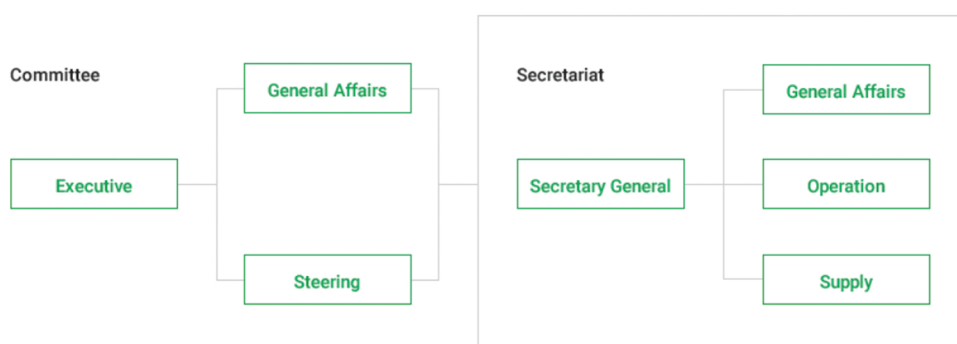 Committee
General Affairs
Executive
Steering
Secretariat
General Affairs
Secretary General
Operation
Supply